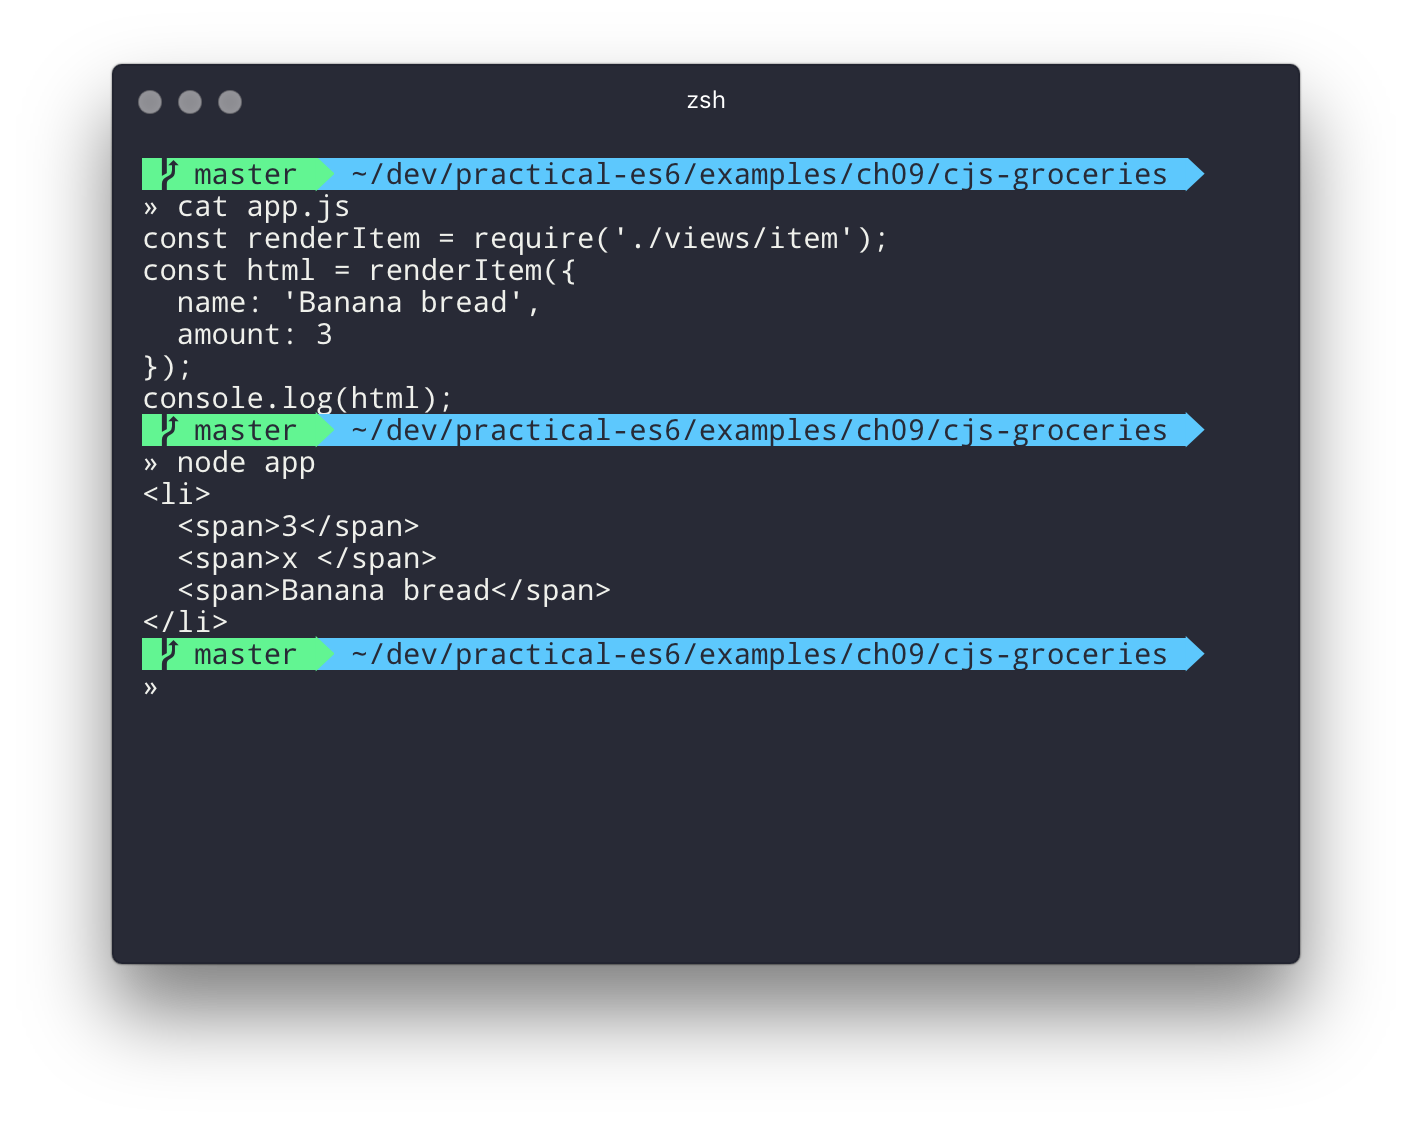 zsh
master ~/dev/practical-es6/examples/ch09/cjs-groceries
» cat app.js
const renderItem = require('./views/item');
const html = renderItem({
  name: 'Banana bread',
  amount: 3
});
console.log(html);
master ~/dev/practical-es6/examples/ch09/cjs-groceries
» node app
<li>
  <span>3</span>
  <span>x </span>
  <span>Banana bread</span>
</li>
master ~/dev/practical-es6/examples/ch09/cjs-groceries
»